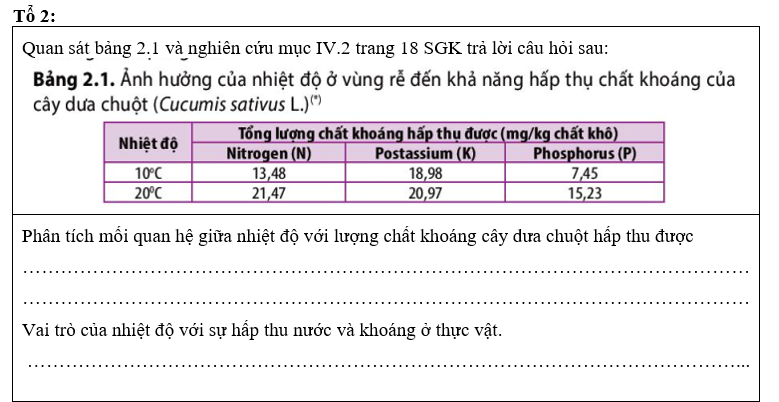 Tổ 2:
Quan sát bảng 2.1 và nghiên cứu mục IV.2 trang 18 SGK trả lời câu hỏi sau:
Bảng 2.1. Ảnh hưởng của nhiệt độ ở vùng rễ đến khả năng hấp thụ chất khoáng của
cây dưa chuột (Cucumis sativus L.)(*)
Nhiệt độ Tổng lượng chất khoáng hấp thụ được (mg/kg chất khô)
Nitrogen (N) Postassium (K) Phosphorus (P)
10⁰C 13,48 18,98 7,45
20⁰C 21,47 20,97 15,23
Phân tích mối quan hệ giữa nhiệt độ với lượng chất khoáng cây dưa chuột hấp thu được
Vai trò của nhiệt độ với sự hấp thu nước và khoáng ở thực vật.